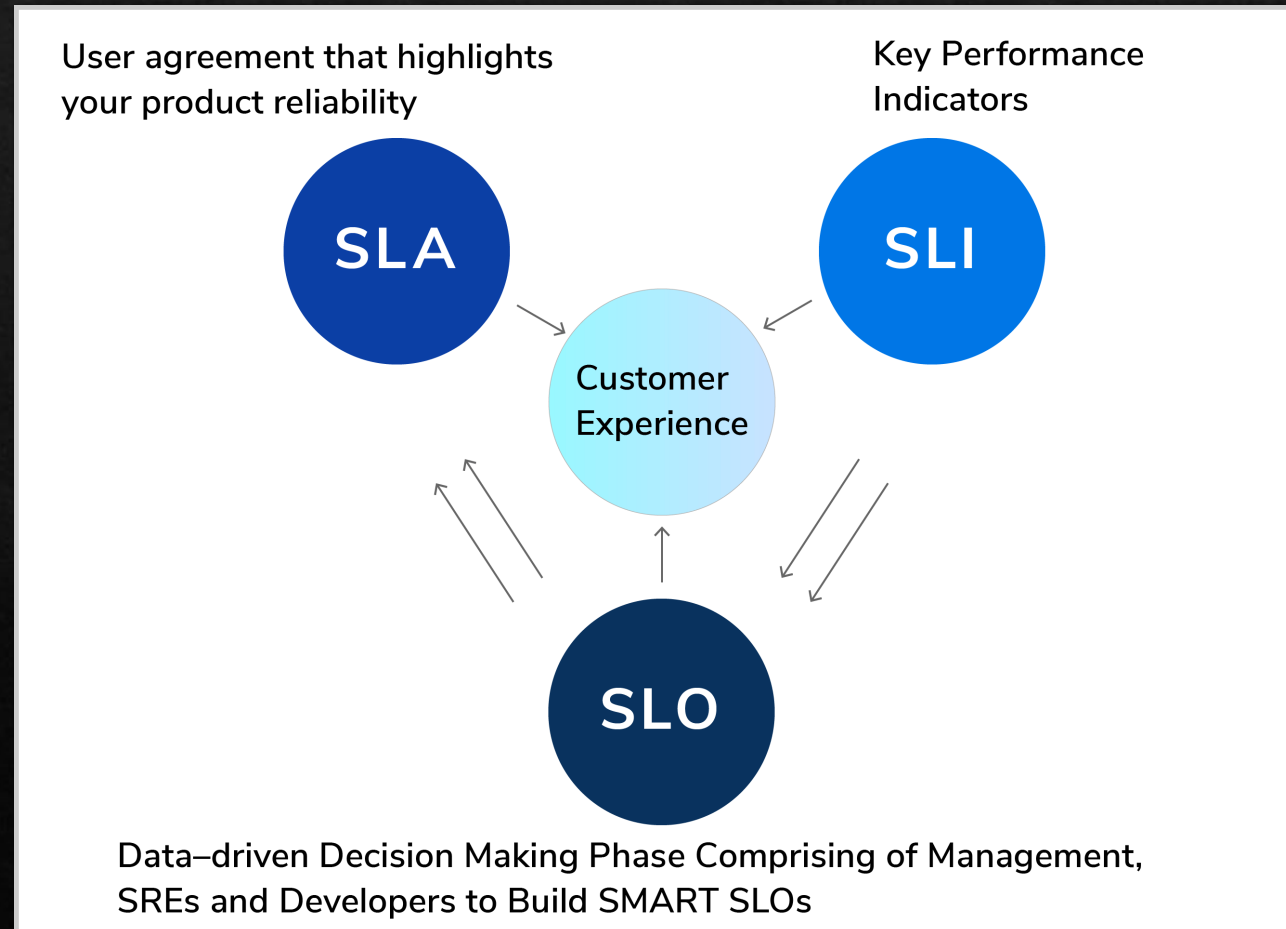 User agreement that highlights
your product reliability
Key Performance
Indicators
SLA
SLI
Customer
Experience
SLO
Data–driven Decision Making Phase Comprising of Management,
SREs and Developers to Build SMART SLOs